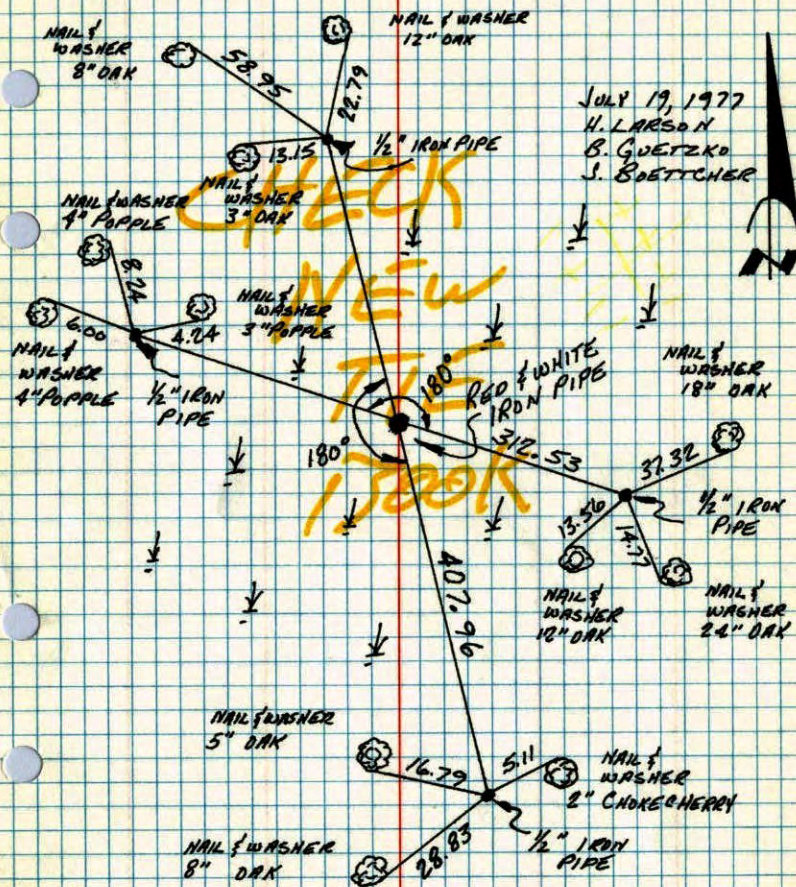 NAIL &
WASHER
8" OAK
NAIL & WASHER
12" OAK
58.95
22.79
JULY 19, 1977
H. LARSON
B. GUETZKO
J. BOETTCHER
1/2" IRON PIPE
13.15
NAIL &
WASHER
3" OAK
CHECK
NEW
TIE
BOOK
NAIL & WASHER
4" POPPLE
8.24
N
NAIL &
WASHER
3" POPPLE
6.00
4.24
NAIL &
WASHER
4" POPPLE
1/2" IRON
PIPE
180°
RED & WHITE
IRON PIPE
NAIL &
WASHER
18" OAK
180°
312.53
37.32
1/2" IRON
PIPE
13.56
14.77
NAIL &
WASHER
12" OAK
NAIL &
WASHER
24" OAK
407.96
NAIL & WASHER
5" OAK
16.79
5.11
NAIL &
WASHER
2" CHOKECHERRY
1/2" IRON
PIPE
28.83
NAIL & WASHER
8" OAK